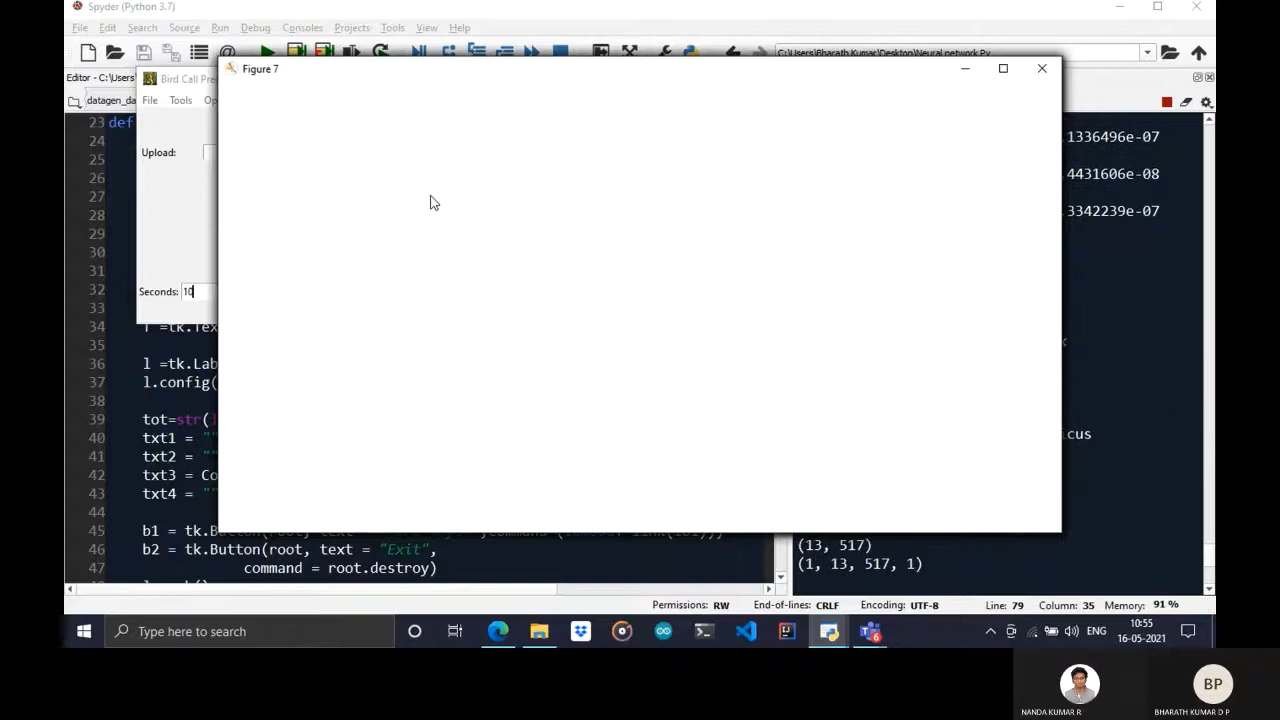 Spyder (Python 3.7)
File Edit Search Source Run Debug Consoles Projects Tools View Help
C:\Users\Bharath Kumar\Desktop\Neural network.Py
Figure 7
Editor - C:\Users
Bird Call Pre
datagen_da
File Tools Op
Upload:
Seconds: 10
23 def
24
25
26
27
28
29
30
31
32
33
34 l =tk.Tex
35
36 l =tk.Lab
37 l.config(
38
39 tot=str(
40 txt1 = ""
41 txt2 = ""
42 txt3 = Co
43 txt4 = ""
44
45 b1 = tk.B
46 b2 = tk.Button(root, text = "Exit",
47 command = root.destroy)
.1336496e-07
.4431606e-08
.3342239e-07
icus
(13, 517)
(1, 13, 517, 1)
Permissions: RW End-of-lines: CRLF Encoding: UTF-8 Line: 79 Column: 35 Memory: 91 %
Type here to search
6
ENG
10:55
16-05-2021
BP
NANDA KUMAR R
BHARATH KUMAR D P